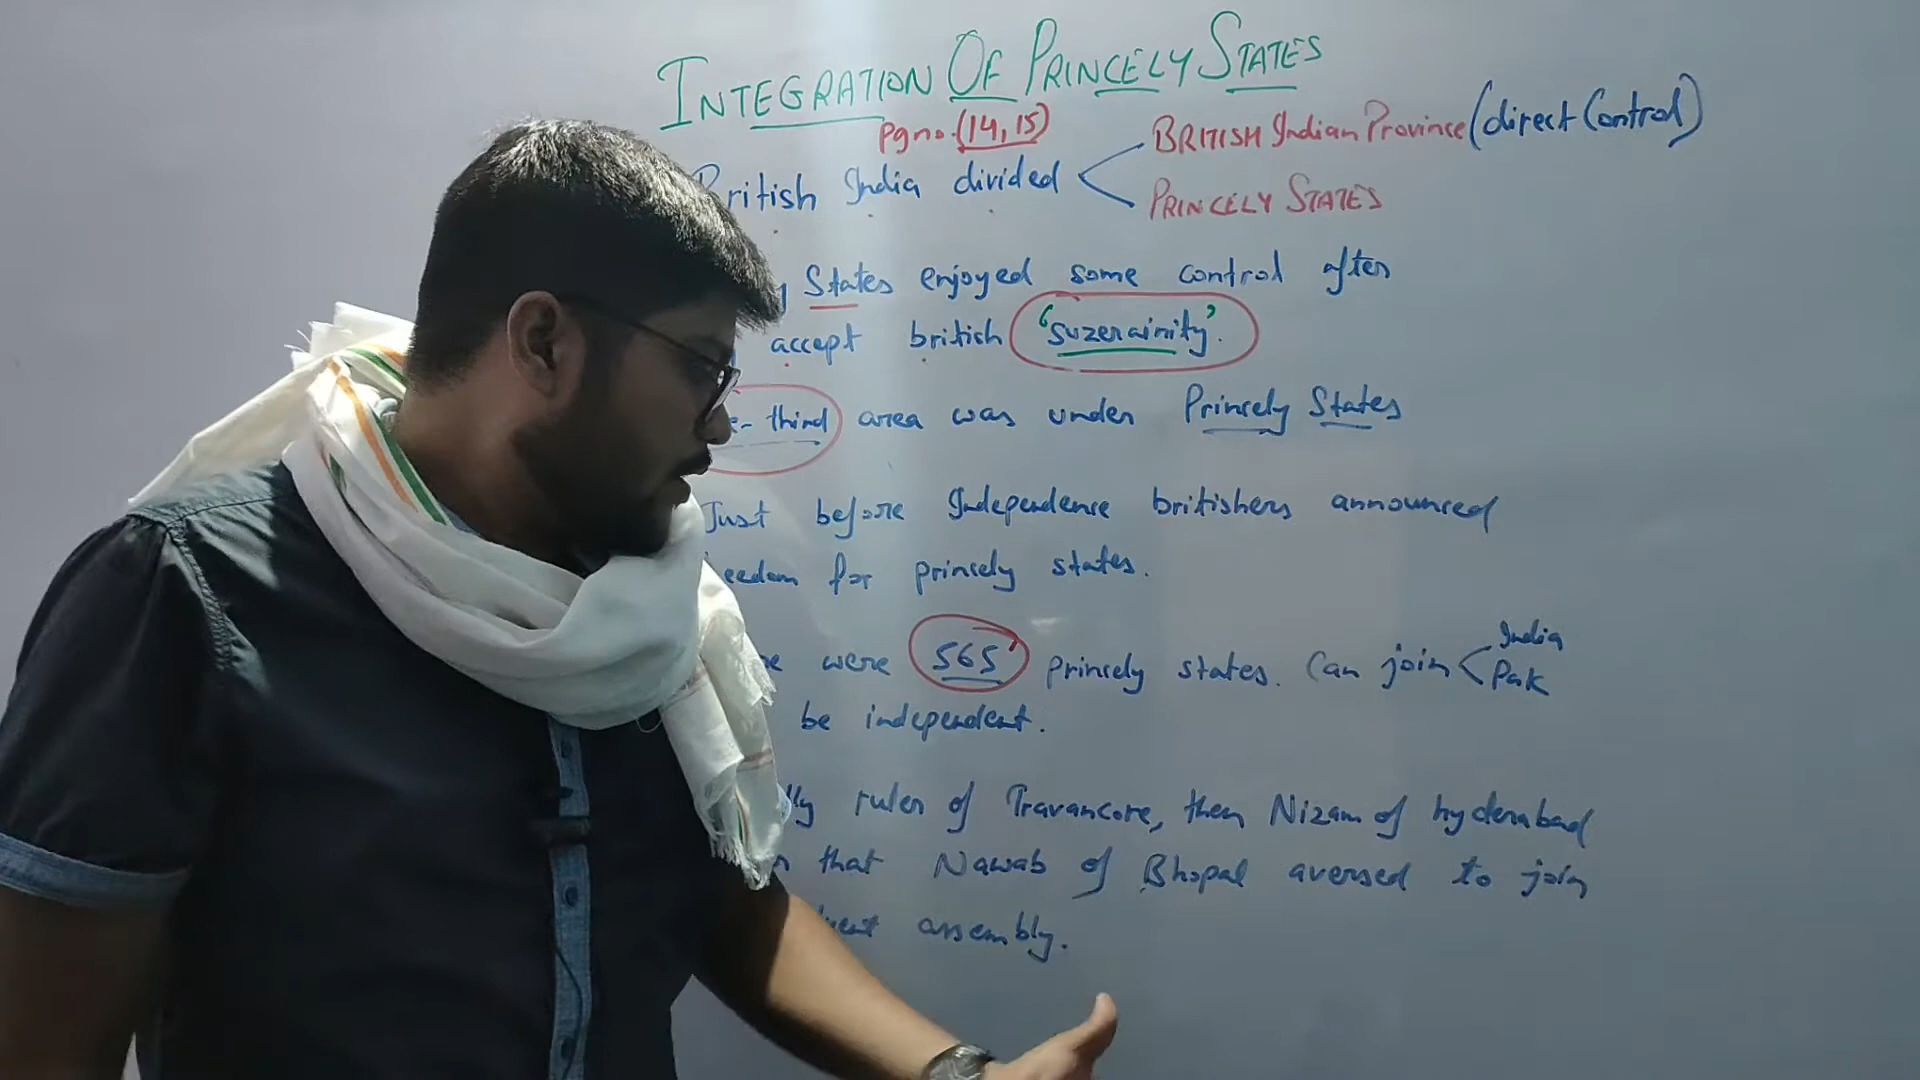 INTEGRATION OF PRINCELY STATES
Pg no. (14, 15)
British India divided < BRITISH Indian Province (direct Control)
PRINCELY STATES
States enjoyed some control after
accept british 'suzerainity'.
third area was under Princely States
Just before Independence britishers announced
for princely states.
were 565 princely states. Can join < India
Pak
be independent.
ruler of Travancore, then Nizam of hyderabad
that Nawab of Bhopal aversed to join
assembly.